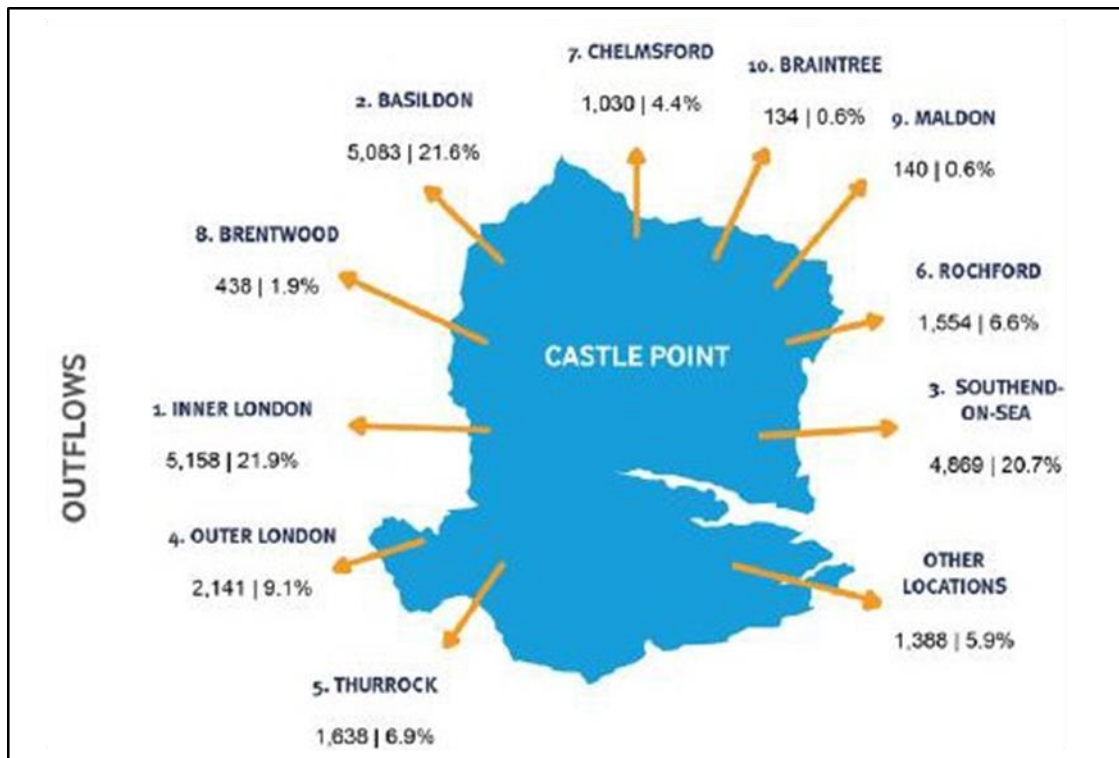 7. CHELMSFORD
1,030 | 4.4%
10. BRAINTREE
134 | 0.6%
2. BASILDON
5,083 | 21.6%
9. MALDON
140 | 0.6%
8. BRENTWOOD
438 | 1.9%
6. ROCHFORD
1,554 | 6.6%
CASTLE POINT
OUTFLOWS
1. INNER LONDON
5,158 | 21.9%
3. SOUTHEND-
ON-SEA
4,869 | 20.7%
4. OUTER LONDON
2,141 | 9.1%
OTHER
LOCATIONS
1,388 | 5.9%
5. THURROCK
1,638 | 6.9%